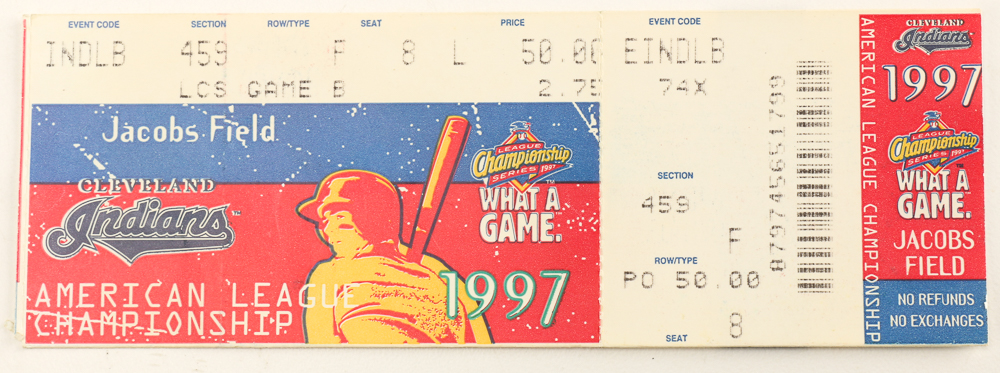 EVENT CODE SECTION ROW/TYPE SEAT PRICE
INDLB 459 F 8 L 50.00
LCS GAME B
2.75
Jacobs Field
CLEVELAND
Indians
TM
AMERICAN LEAGUE
CHAMPIONSHIP
LEAGUE
Championship
SERIES 1997
WHAT A
GAME.
1997
EVENT CODE
EINDLB
74X
SECTION
459
F
ROW/TYPE
PO 50.00
SEAT
8
AMERICAN LEAGUE CHAMPIONSHIP
CLEVELAND
Indians
1997
LEAGUE
Championship
SERIES 1997
WHAT A
GAME.
JACOBS
FIELD
NO REFUNDS
NO EXCHANGES